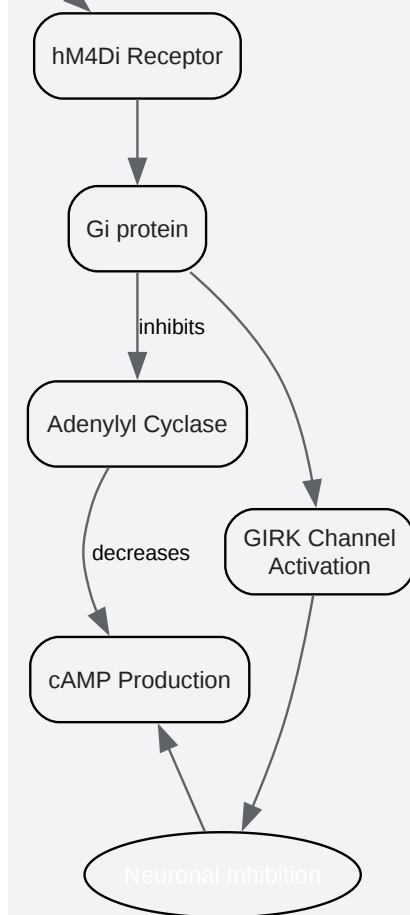 hM4Di Receptor
Gi protein
inhibits
Adenylyl Cyclase
GIRK Channel
Activation
decreases
cAMP Production
Neuronal Inhibition